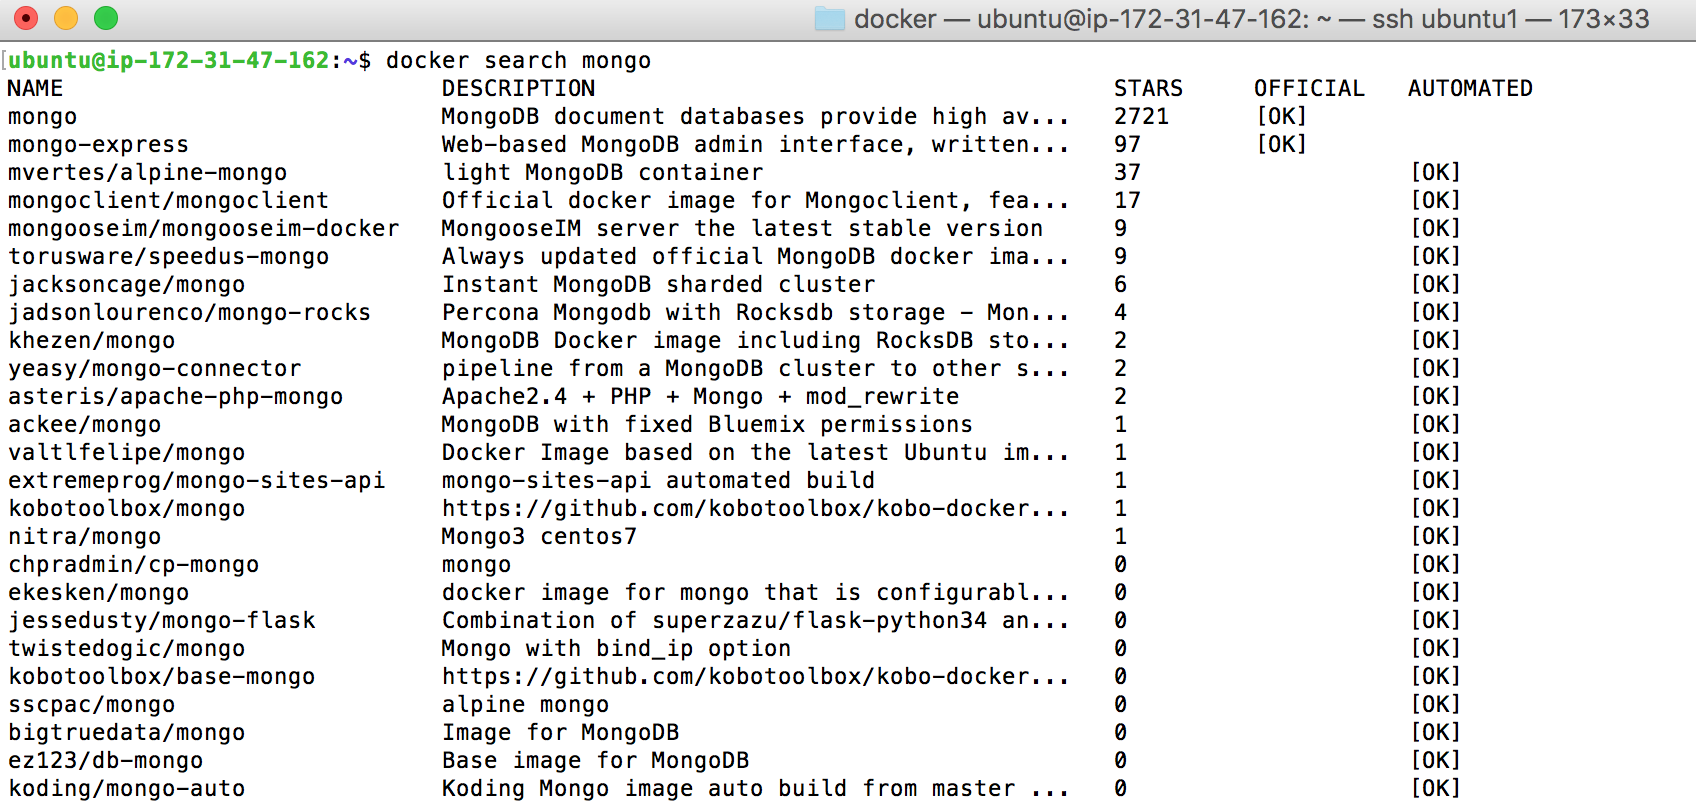 docker — ubuntu@ip-172-31-47-162: ~ — ssh ubuntu1 — 173×33
ubuntu@ip-172-31-47-162:~$ docker search mongo
NAME DESCRIPTION STARS OFFICIAL AUTOMATED
mongo MongoDB document databases provide high av... 2721 [OK]
mongo-express Web-based MongoDB admin interface, written... 97 [OK]
mvertes/alpine-mongo light MongoDB container 37 [OK]
mongoclient/mongoclient Official docker image for Mongoclient, fea... 17 [OK]
mongooseim/mongooseim-docker MongooseIM server the latest stable version 9 [OK]
torusware/speedus-mongo Always updated official MongoDB docker ima... 9 [OK]
jacksoncage/mongo Instant MongoDB sharded cluster 6 [OK]
jadsonlourenco/mongo-rocks Percona Mongodb with Rocksdb storage - Mon... 4 [OK]
khezen/mongo MongoDB Docker image including RocksDB sto... 2 [OK]
yeasy/mongo-connector pipeline from a MongoDB cluster to other s... 2 [OK]
asteris/apache-php-mongo Apache2.4 + PHP + Mongo + mod_rewrite 2 [OK]
ackee/mongo MongoDB with fixed Bluemix permissions 1 [OK]
valtlfelipe/mongo Docker Image based on the latest Ubuntu im... 1 [OK]
extremeprog/mongo-sites-api mongo-sites-api automated build 1 [OK]
kobotoolbox/mongo https://github.com/kobotoolbox/kobo-docker... 1 [OK]
nitra/mongo Mongo3 centos7 1 [OK]
chpradmin/cp-mongo mongo 0 [OK]
ekesken/mongo docker image for mongo that is configurabl... 0 [OK]
jessedusty/mongo-flask Combination of superzazu/flask-python34 an... 0 [OK]
twistedogic/mongo Mongo with bind_ip option 0 [OK]
kobotoolbox/base-mongo https://github.com/kobotoolbox/kobo-docker... 0 [OK]
sscpac/mongo alpine mongo 0 [OK]
bigtruedata/mongo Image for MongoDB 0 [OK]
ez123/db-mongo Base image for MongoDB 0 [OK]
koding/mongo-auto Koding Mongo image auto build from master ... 0 [OK]